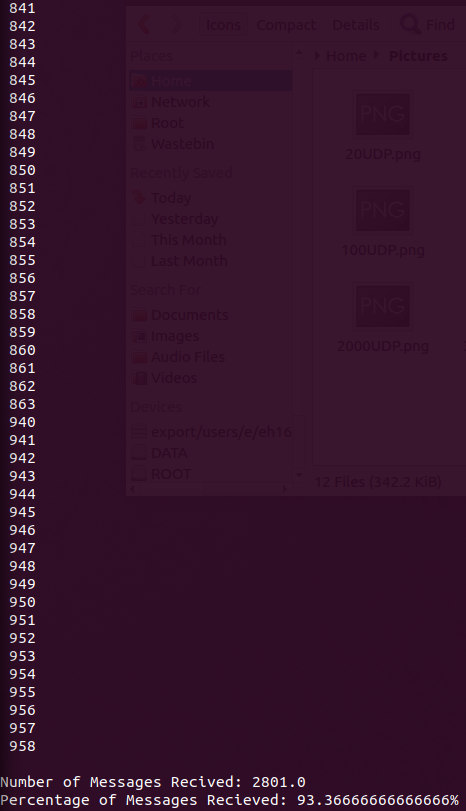 841
842
843
844
845
846
847
848
849
850
851
852
853
854
855
856
857
858
859
860
861
862
863
940
941
942
943
944
945
946
947
948
949
950
951
952
953
954
955
956
957
958
Number of Messages Recived: 2801.0
Percentage of Messages Recieved: 93.36666666666666%
Icons Compact Details Find
Places
Home
Network
Root
Wastebin
Recently Saved
Today
Yesterday
This Month
Last Month
Search For
Documents
Images
Audio Files
Videos
Devices
export/users/e/eh16
DATA
ROOT
Home Pictures
PNG
20UDP.png
PNG
100UDP.png
PNG
2000UDP.png
12 Files (342.2 KiB)